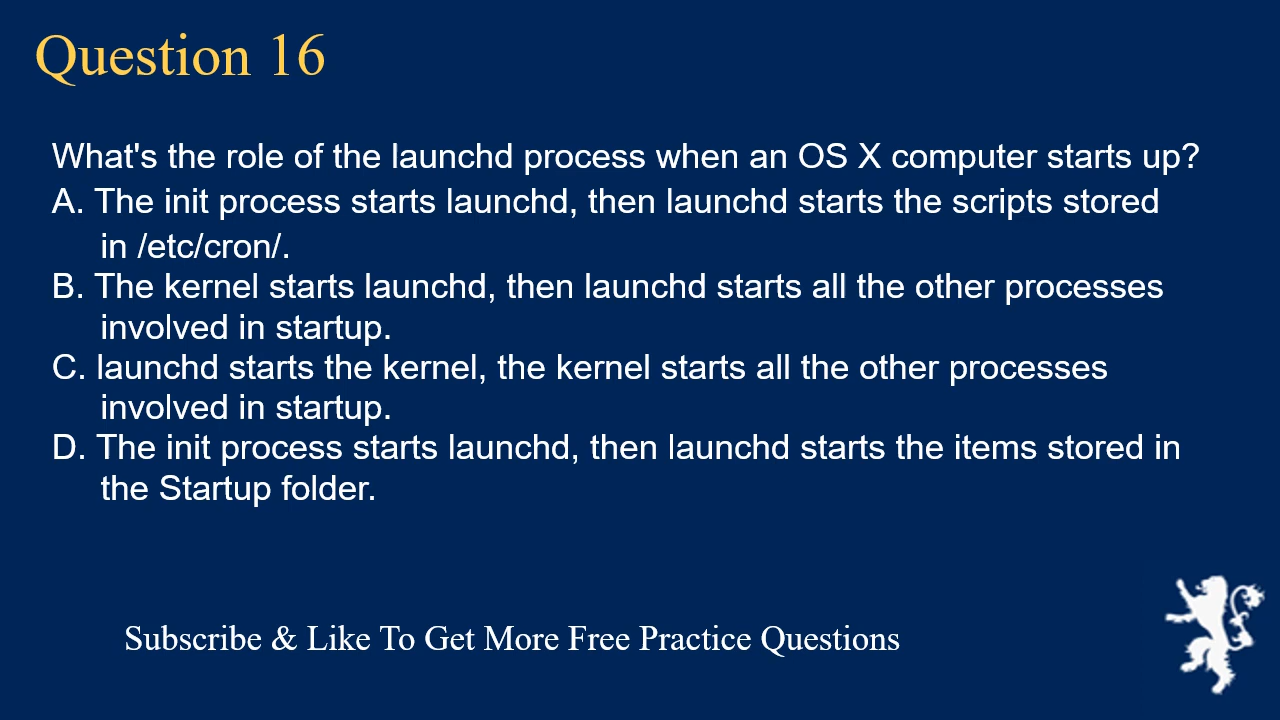 Question 16
What's the role of the launchd process when an OS X computer starts up?
A. The init process starts launchd, then launchd starts the scripts stored
in /etc/cron/.
B. The kernel starts launchd, then launchd starts all the other processes
involved in startup.
C. launchd starts the kernel, the kernel starts all the other processes
involved in startup.
D. The init process starts launchd, then launchd starts the items stored in
the Startup folder.
Subscribe & Like To Get More Free Practice Questions